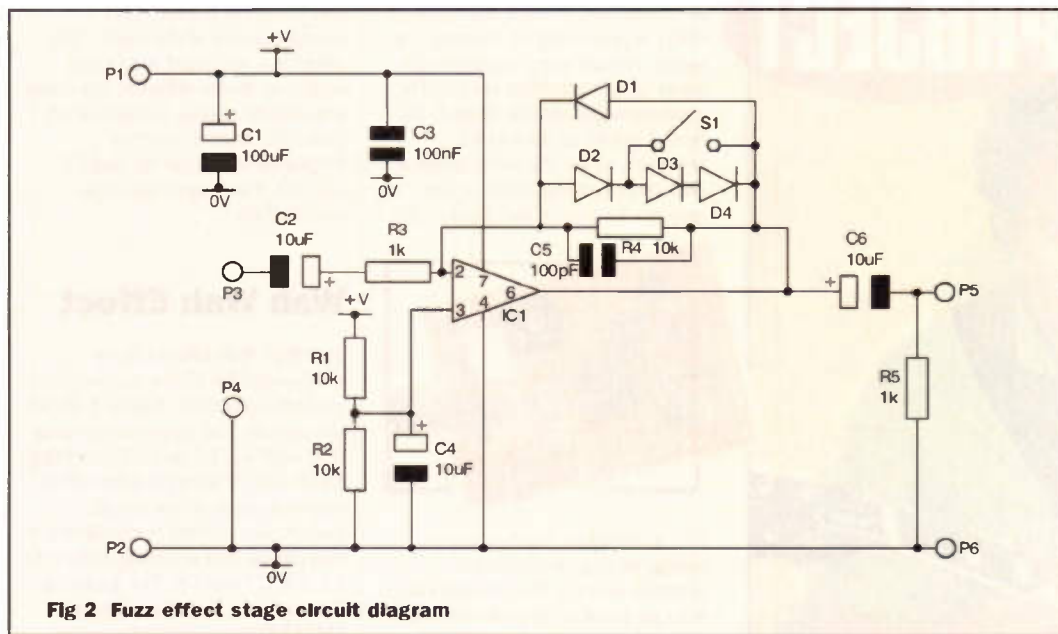 P1
+V
C1
100uF
+
0V
C3
100nF
0V
D1
S1
D2
D3
D4
C2
10uF
+
P3
R3
1k
C5
100pF
R4 10k
2
7
3
4
6
IC1
C6
10uF
+
P5
+V
R1
10k
P4
R2
10k
+
C4
10uF
R5
1k
P2
0V
P6
Wah Wah Effect
Fig 2 Fuzz effect stage circuit diagram